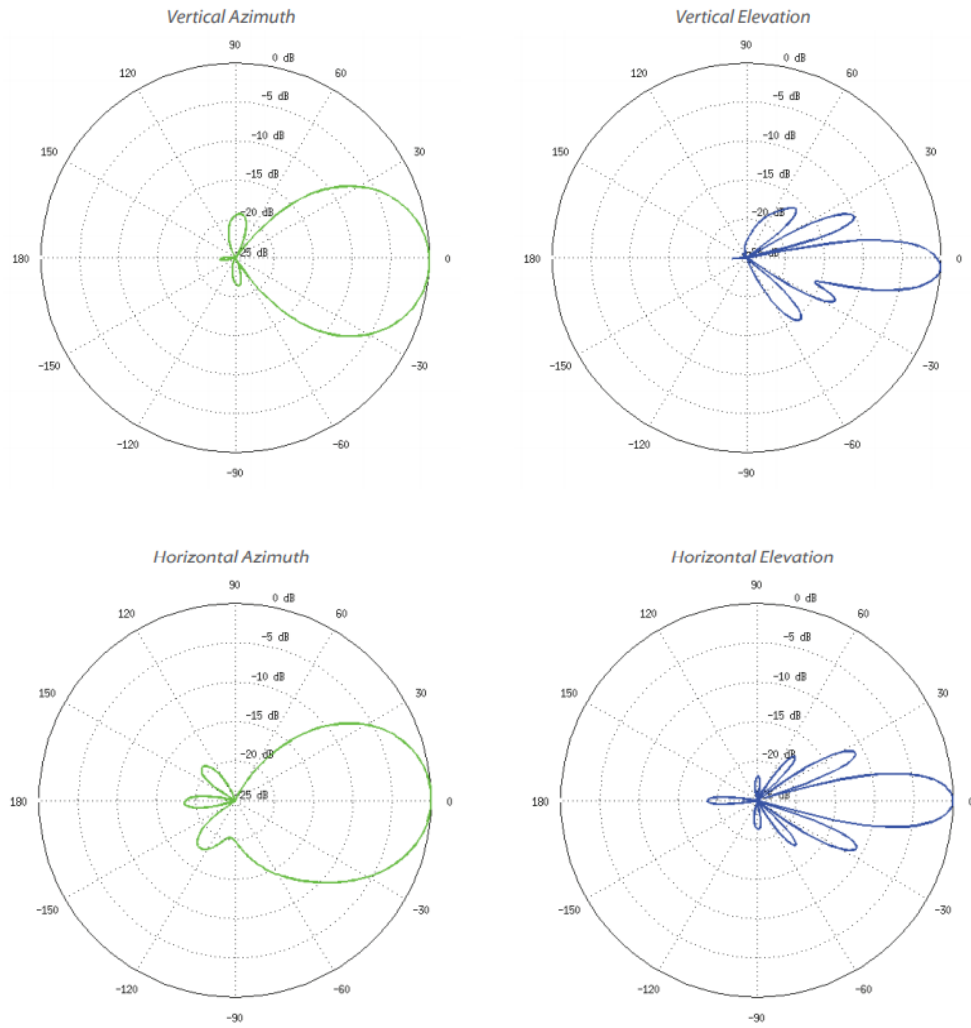 Vertical Azimuth
90
0 dB
120
60
-5 dB
-10 dB
150
30
-15 dB
-20 dB
-25 dB
180
0
-150
-30
-120
-60
-90
Vertical Elevation
90
0 dB
120
60
-5 dB
-10 dB
150
30
-15 dB
-20 dB
180
0
-150
-30
-120
-60
-90
Horizontal Azimuth
90
0 dB
120
60
-5 dB
-10 dB
150
30
-15 dB
-20 dB
-25 dB
180
0
-150
-30
-120
-60
-90
Horizontal Elevation
90
0 dB
120
60
-5 dB
-10 dB
150
30
-15 dB
-20 dB
180
0
-150
-30
-120
-60
-90